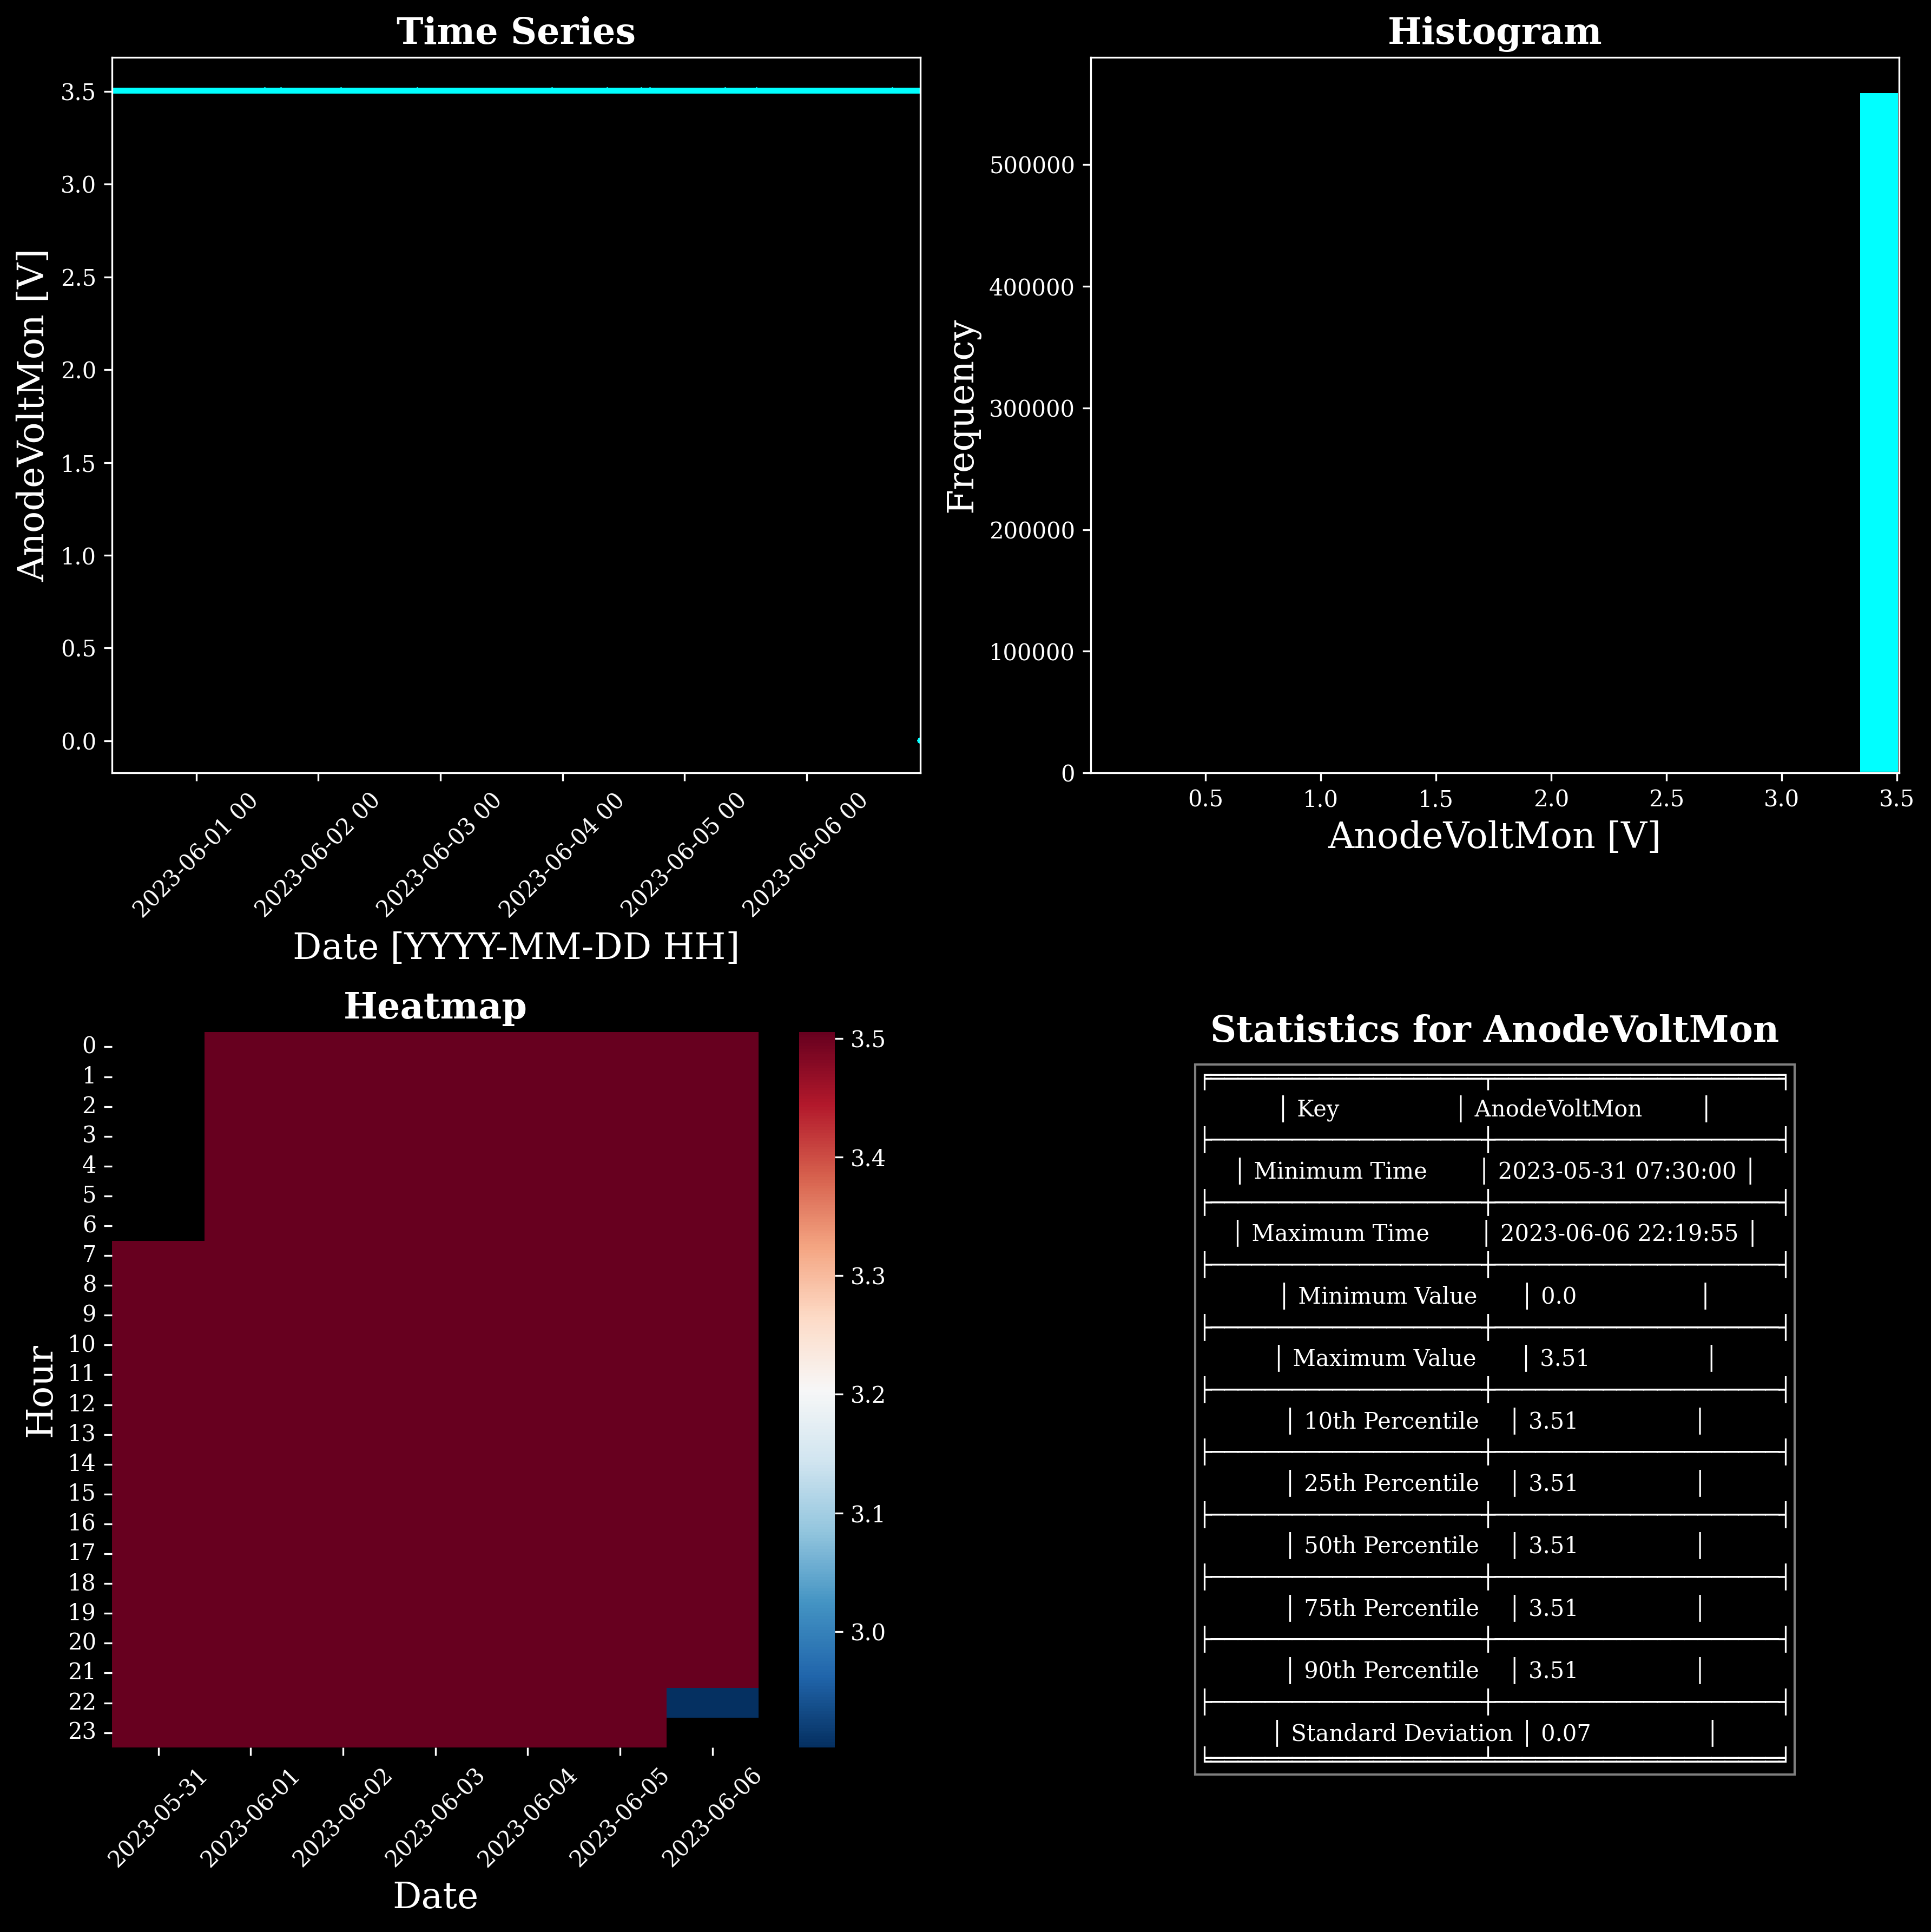 Time Series
AnodeVoltMon [V]
3.5
3.0
2.5
2.0
1.5
1.0
0.5
0.0
2023-06-01 00
2023-06-02 00
2023-06-03 00
2023-06-04 00
2023-06-05 00
2023-06-06 00
Date [YYYY-MM-DD HH]
Histogram
Frequency
500000
400000
300000
200000
100000
0
0.5 1.0 1.5 2.0 2.5 3.0 3.5
AnodeVoltMon [V]
Heatmap
Hour
0
1
2
3
4
5
6
7
8
9
10
11
12
13
14
15
16
17
18
19
20
21
22
23
2023-05-31
2023-06-01
2023-06-02
2023-06-03
2023-06-04
2023-06-05
2023-06-06
Date
3.5
3.4
3.3
3.2
3.1
3.0
Statistics for AnodeVoltMon
| Key | AnodeVoltMon |
| Minimum Time | 2023-05-31 07:30:00 |
| Maximum Time | 2023-06-06 22:19:55 |
| Minimum Value | 0.0 |
| Maximum Value | 3.51 |
| 10th Percentile | 3.51 |
| 25th Percentile | 3.51 |
| 50th Percentile | 3.51 |
| 75th Percentile | 3.51 |
| 90th Percentile | 3.51 |
| Standard Deviation | 0.07 |